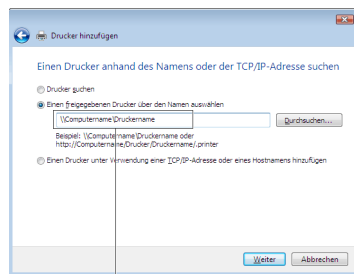 Drucker hinzufügen
Einen Drucker anhand des Namens oder der TCP/IP-Adresse suchen
Drucker suchen
Einen freigegebenen Drucker über den Namen auswählen
\\Computername\Druckername
Durchsuchen...
Beispiel: \\Computername\Druckername oder
http://Computername/Drucker/Druckername/.printer
Einen Drucker unter Verwendung einer TCP/IP-Adresse oder eines Hostnamens hinzufügen
Weiter
Abbrechen